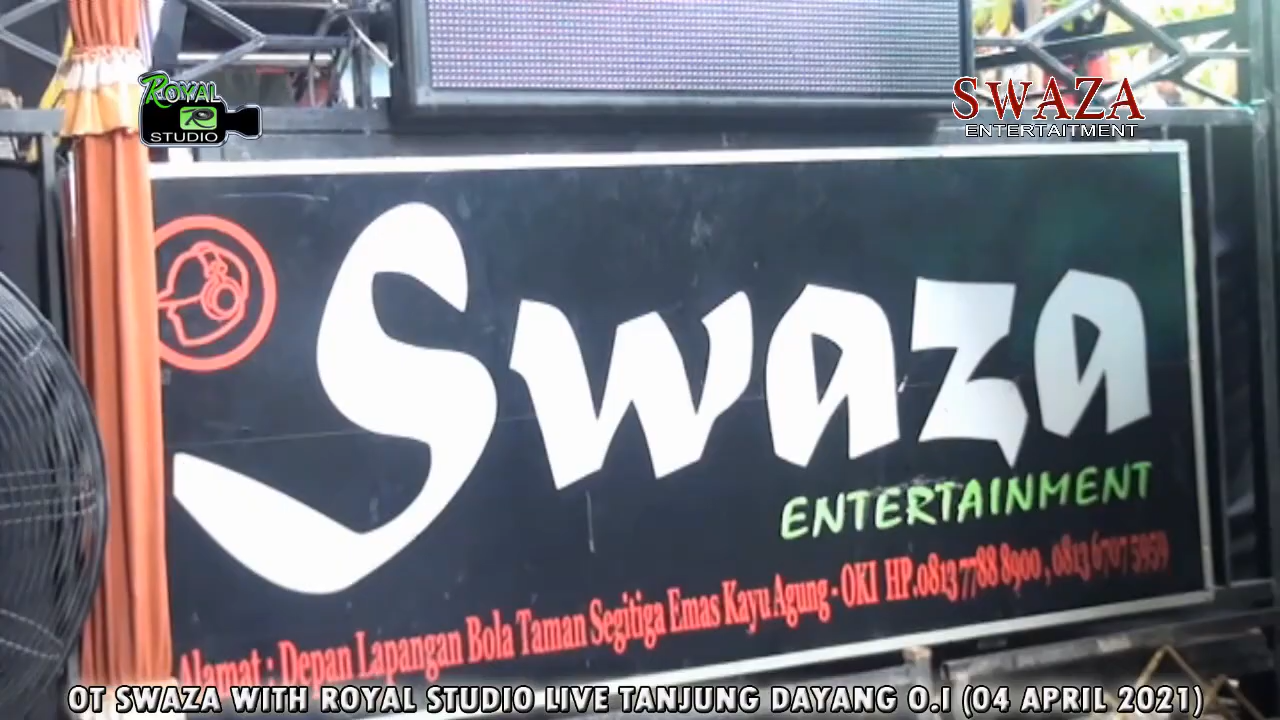 ROYAL
R
STUDIO
SWAZA
ENTERTAITMENT
Swaza
ENTERTAINMENT
Alamat : Depan Lapangan Bola Taman Segitiga Emas Kayu Agung - OKI HP.0813 7788 8900 , 0813 6707 5959
OT SWAZA WITH ROYAL STUDIO LIVE TANJUNG DAYANG O.I (04 APRIL 2021)